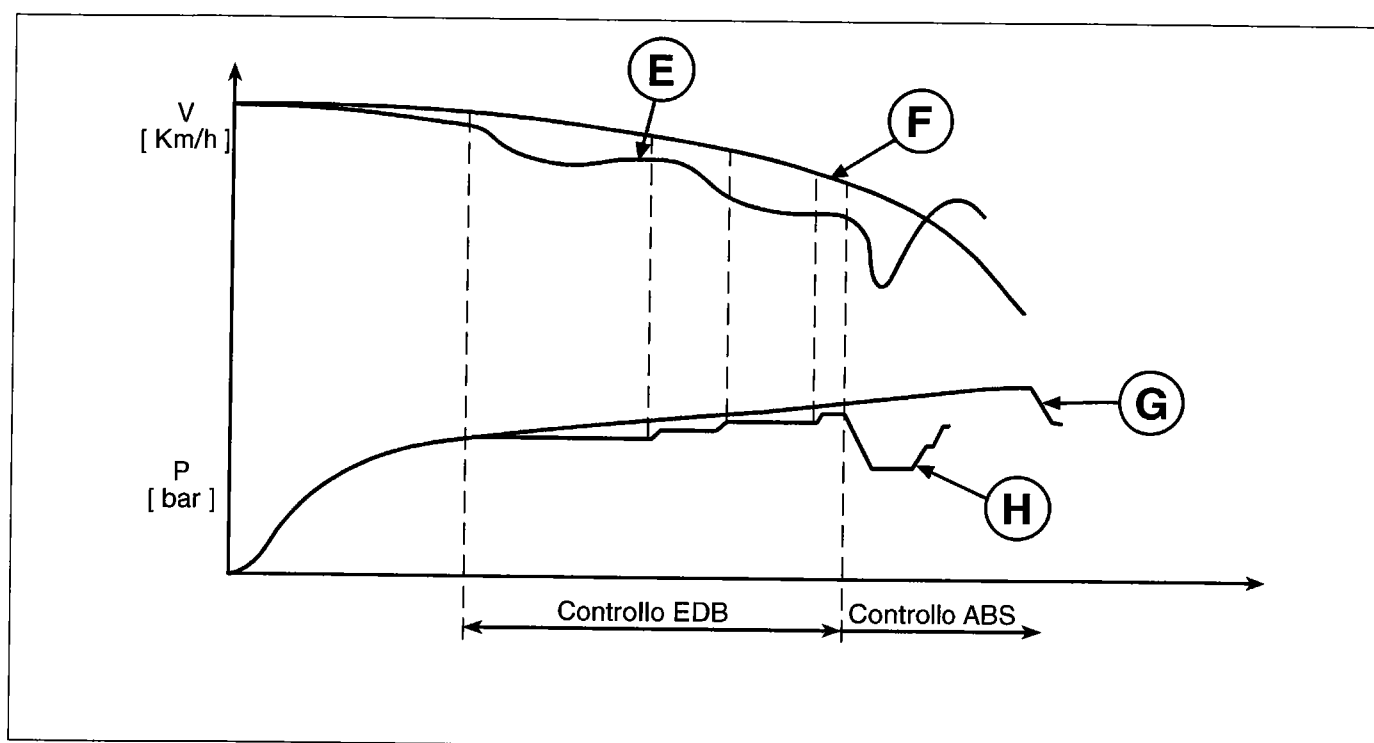 E
F
V
[ Km/h ]
G
P
[ bar ]
H
Controllo EDB
Controllo ABS